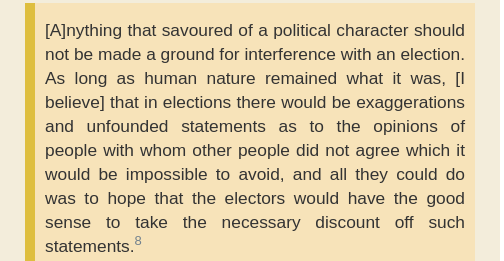 [A]nything that savoured of a political character should
not be made a ground for interference with an election.
As long as human nature remained what it was, [I
believe] that in elections there would be exaggerations
and unfounded statements as to the opinions of
people with whom other people did not agree which it
would be impossible to avoid, and all they could do
was to hope that the electors would have the good
sense to take the necessary discount off such
statements.8